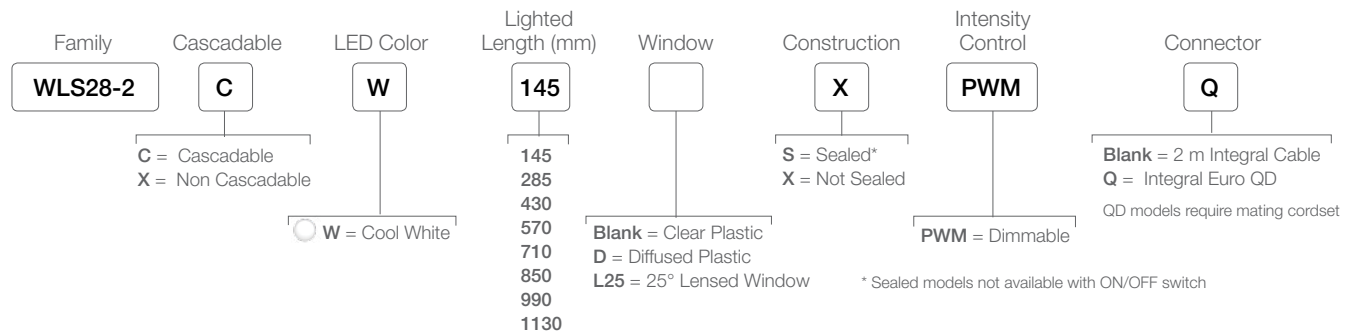 Family
Cascadable
LED Color
Lighted
Length (mm)
Window
Construction
Intensity
Control
Connector
WLS28-2
C
W
145
X
PWM
Q
C = Cascadable
X = Non Cascadable
W = Cool White
145
285
430
570
710
850
990
1130
Blank = Clear Plastic
D = Diffused Plastic
L25 = 25° Lensed Window
S = Sealed*
X = Not Sealed
PWM = Dimmable
Blank = 2 m Integral Cable
Q = Integral Euro QD
QD models require mating cordset
* Sealed models not available with ON/OFF switch